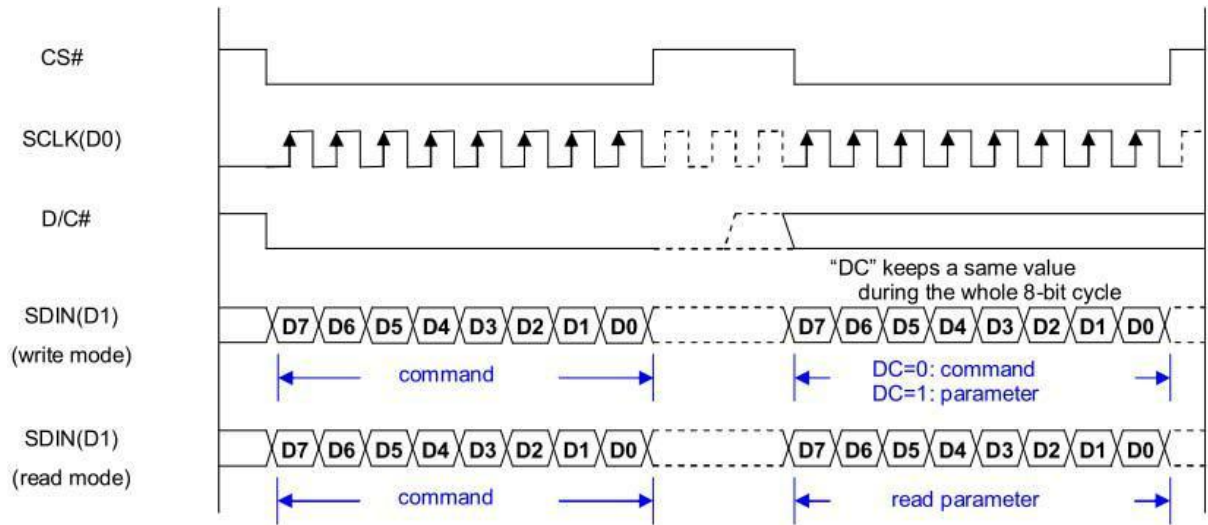 CS#
SCLK(D0)
D/C#
“DC” keeps a same value
during the whole 8-bit cycle
SDIN(D1)
(write mode)
D7 D6 D5 D4 D3 D2 D1 D0 D7 D6 D5 D4 D3 D2 D1 D0
command
DC=0: command
DC=1: parameter
SDIN(D1)
(read mode)
D7 D6 D5 D4 D3 D2 D1 D0 D7 D6 D5 D4 D3 D2 D1 D0
command
read parameter